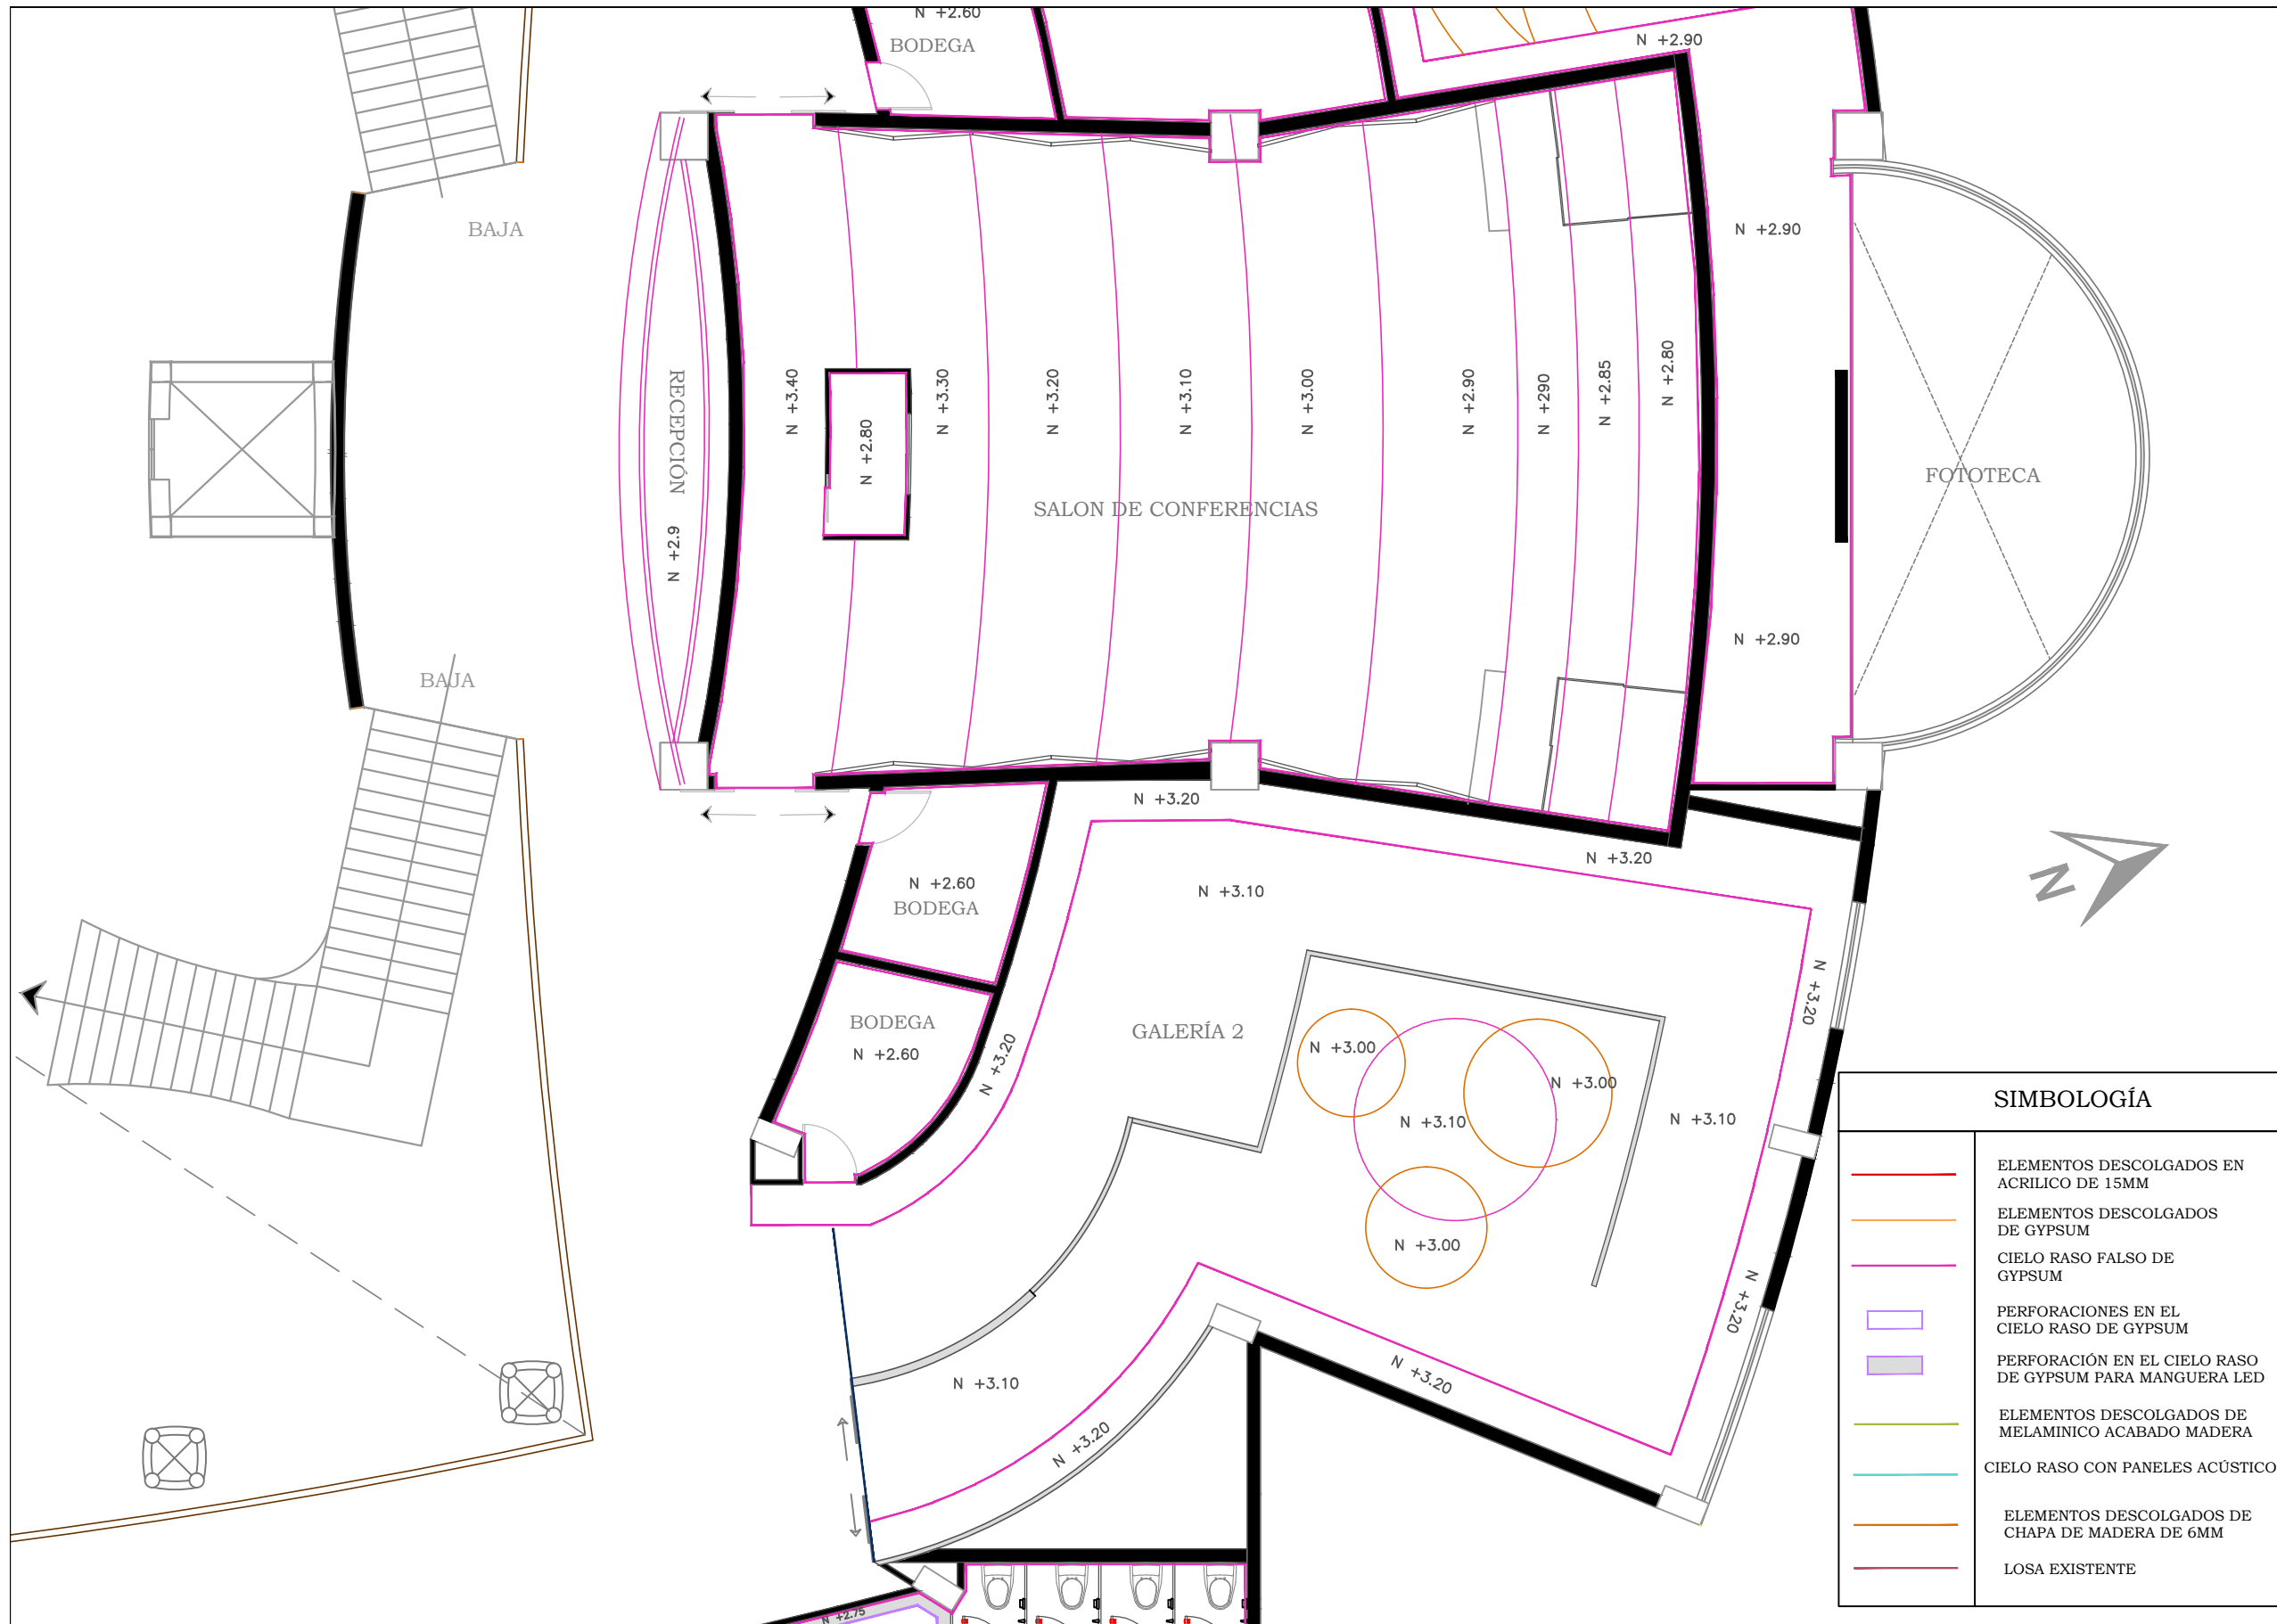 N +2.60
BODEGA
N +2.90
BAJA
N +2.90
RECEPCIÓN
N +2.9
N +3.40
N +2.80
N +3.30
N +3.20
N +3.10
N +3.00
N +2.90
N +290
N +2.85
N +2.80
SALON DE CONFERENCIAS
FOTOTECA
N +2.90
BAJA
N +3.20
N +3.20
N +2.60
BODEGA
N +3.10
N +3.20
BODEGA
N +2.60
N +3.20
GALERÍA 2
N +3.00
N +3.00
N +3.10
N +3.10
N +3.00
N +3.20
N +3.20
N +3.10
N +3.20
N +2.75
N
SIMBOLOGÍA
ELEMENTOS DESCOLGADOS EN
ACRILICO DE 15MM
ELEMENTOS DESCOLGADOS
DE GYPSUM
CIELO RASO FALSO DE
GYPSUM
PERFORACIONES EN EL
CIELO RASO DE GYPSUM
PERFORACIÓN EN EL CIELO RASO
DE GYPSUM PARA MANGUERA LED
ELEMENTOS DESCOLGADOS DE
MELAMINICO ACABADO MADERA
CIELO RASO CON PANELES ACÚSTICO
ELEMENTOS DESCOLGADOS DE
CHAPA DE MADERA DE 6MM
LOSA EXISTENTE